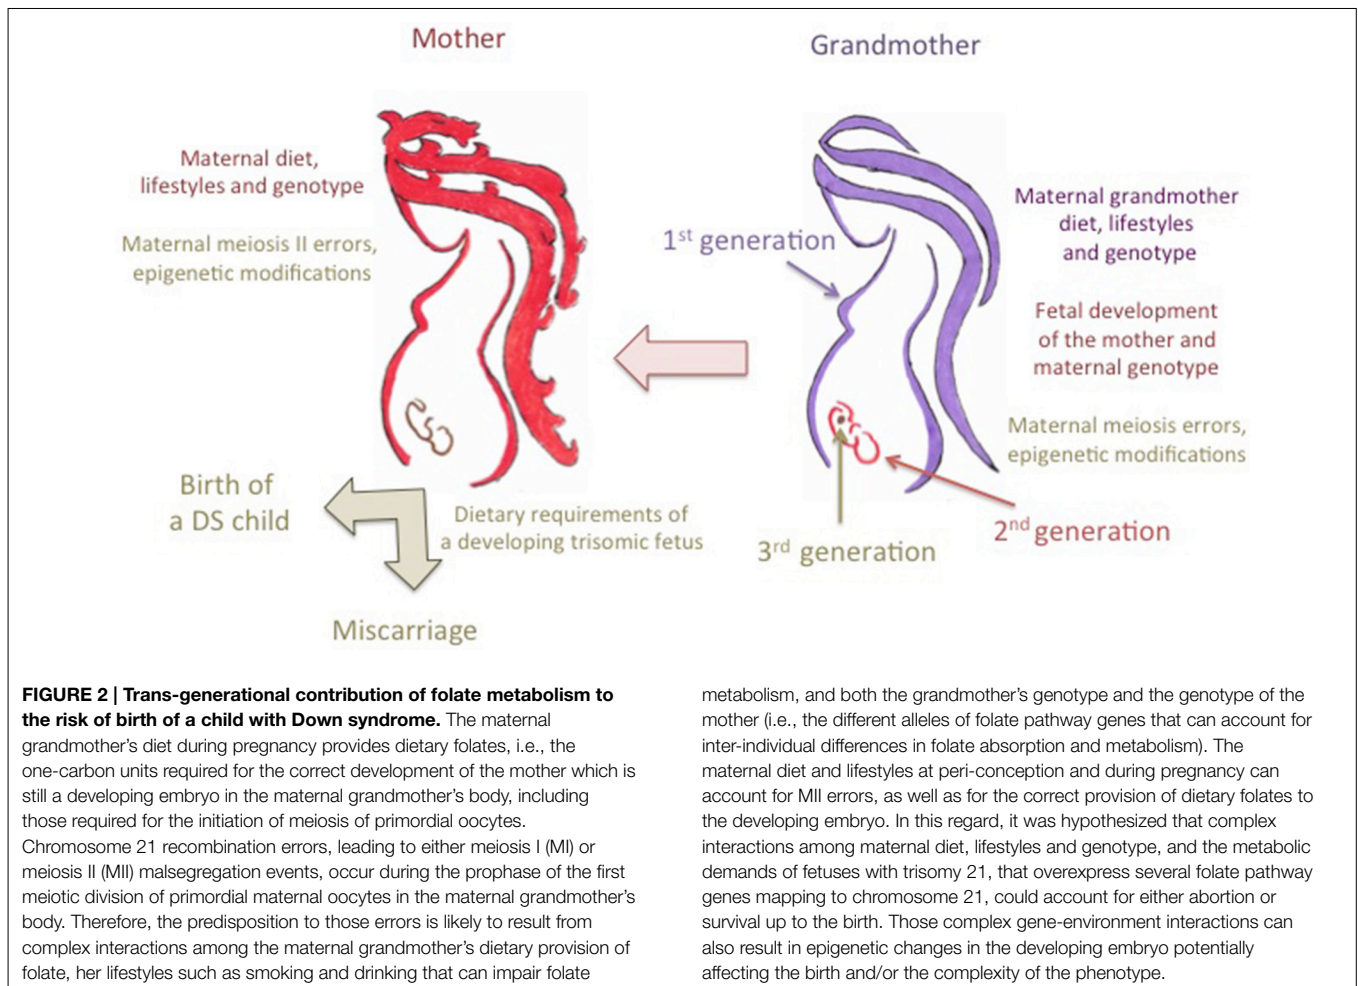 Mother
Grandmother
Maternal diet,
lifestyles and genotype
Maternal meiosis II errors,
epigenetic modifications
1st generation
Maternal grandmother
diet, lifestyles
and genotype
Fetal development
of the mother and
maternal genotype
Maternal meiosis errors,
epigenetic modifications
Birth of
a DS child
Dietary requirements of
a developing trisomic fetus
2nd generation
3rd generation
Miscarriage
FIGURE 2 | Trans-generational contribution of folate metabolism to
the risk of birth of a child with Down syndrome. The maternal
grandmother's diet during pregnancy provides dietary folates, i.e., the
one-carbon units required for the correct development of the mother which is
still a developing embryo in the maternal grandmother's body, including
those required for the initiation of meiosis of primordial oocytes.
Chromosome 21 recombination errors, leading to either meiosis I (MI) or
meiosis II (MII) malsegregation events, occur during the prophase of the first
meiotic division of primordial maternal oocytes in the maternal grandmother's
body. Therefore, the predisposition to those errors is likely to result from
complex interactions among the maternal grandmother's dietary provision of
folate, her lifestyles such as smoking and drinking that can impair folate
metabolism, and both the grandmother's genotype and the genotype of the
mother (i.e., the different alleles of folate pathway genes that can account for
inter-individual differences in folate absorption and metabolism). The
maternal diet and lifestyles at peri-conception and during pregnancy can
account for MII errors, as well as for the correct provision of dietary folates to
the developing embryo. In this regard, it was hypothesized that complex
interactions among maternal diet, lifestyles and genotype, and the metabolic
demands of fetuses with trisomy 21, that overexpress several folate pathway
genes mapping to chromosome 21, could account for either abortion or
survival up to the birth. Those complex gene-environment interactions can
also result in epigenetic changes in the developing embryo potentially
affecting the birth and/or the complexity of the phenotype.